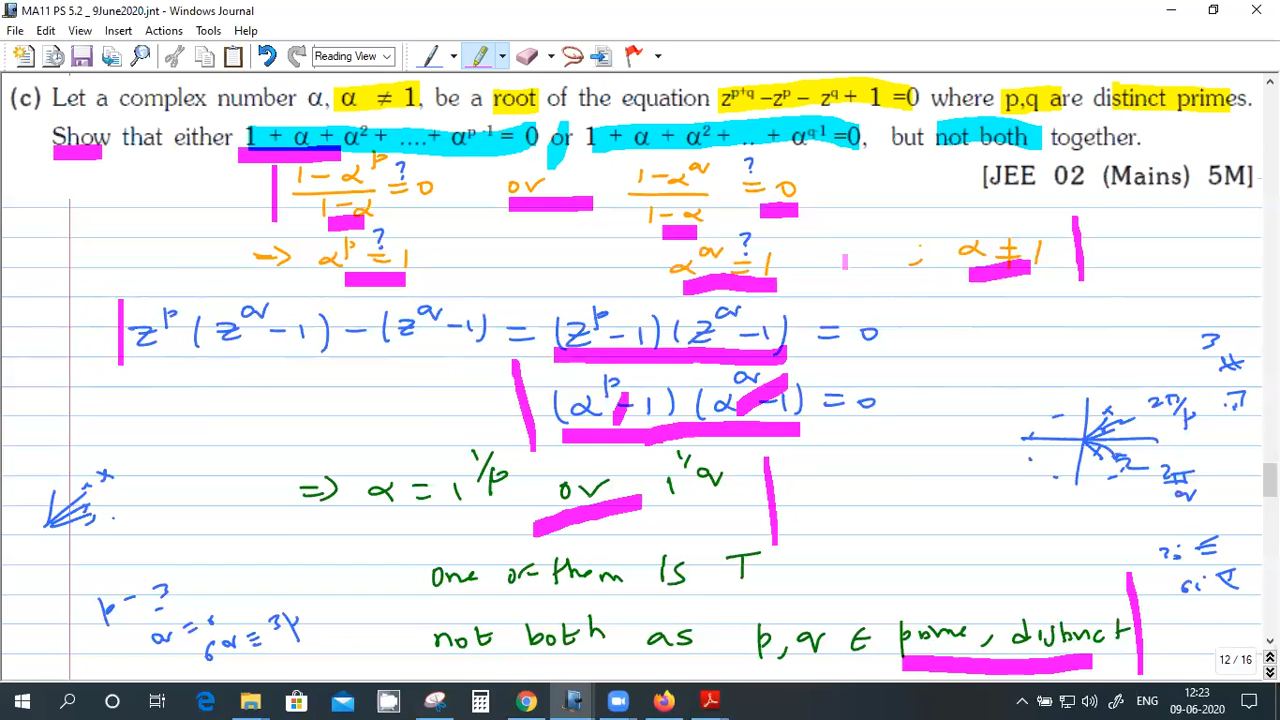 MA11 PS 5.2 _ 9June2020.jnt - Windows Journal
File Edit View Insert Actions Tools Help
Reading View
(c) Let a complex number α, α ≠ 1, be a root of the equation z^{p+q} –z^p – z^q + 1 =0 where p,q are distinct primes.
Show that either 1 + α + α² + ....+ α^{p-1} = 0 or 1 + α + α² + .. + α^{q-1} =0, but not both together.
[JEE 02 (Mains) 5M]
(1-α^p)/(1-α) ?= 0 or (1-α^q)/(1-α) ?= 0
=> α^p ?= 1 α^q ?= 1 ; α ≠ 1
z^p (z^q -1) - (z^q -1) = (z^p -1)(z^q -1) = 0
(α^p -1) (α^q -1) = 0
2π/p
=> α = 1^{1/p} or 1^{1/q}
2π/q
one of them is T
not both as p, q ∈ prime, distinct
12 / 16
ENG
12:23
09-06-2020